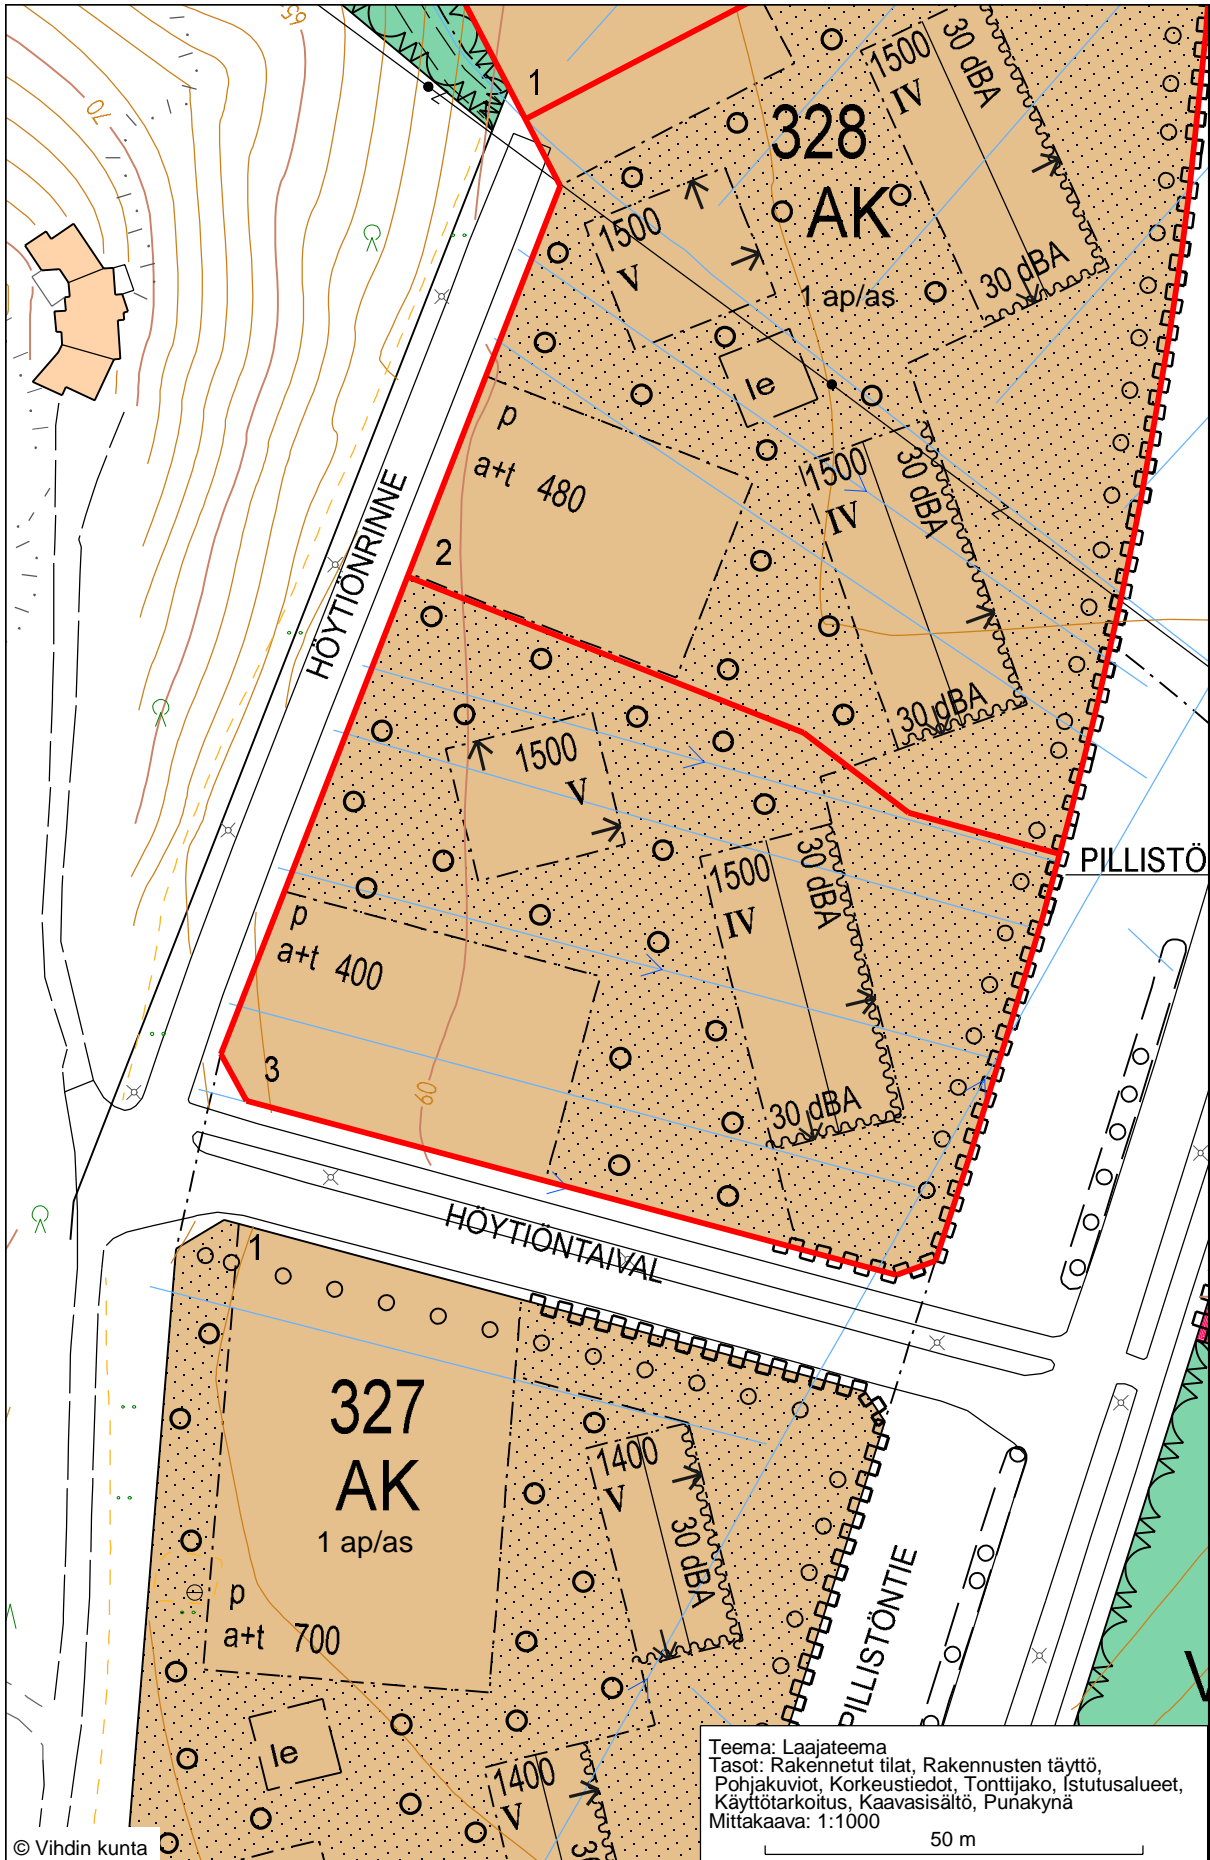 65
70
1
1500
IV
30 dBA
328
AK
1 ap/as
30 dBA
1500
V
le
p
a+t 480
1500
IV
30 dBA
30 dBA
2
HÖYTIÖNRINNE
1500
V
1500
IV
30 dBA
30 dBA
PILLISTÖ
p
a+t 400
3
60
HÖYTIÖNTAIVAL
1
327
AK
1 ap/as
p
a+t 700
1400
V
30 dBA
PILLISTÖNTIE
V
le
1400
V
30
Teema: Laajateema
Tasot: Rakennetut tilat, Rakennusten täyttö,
Pohjakuviot, Korkeustiedot, Tonttijako, Istutusalueet,
Käyttötarkoitus, Kaavasisältö, Punakynä
Mittakaava: 1:1000
50 m
© Vihdin kunta